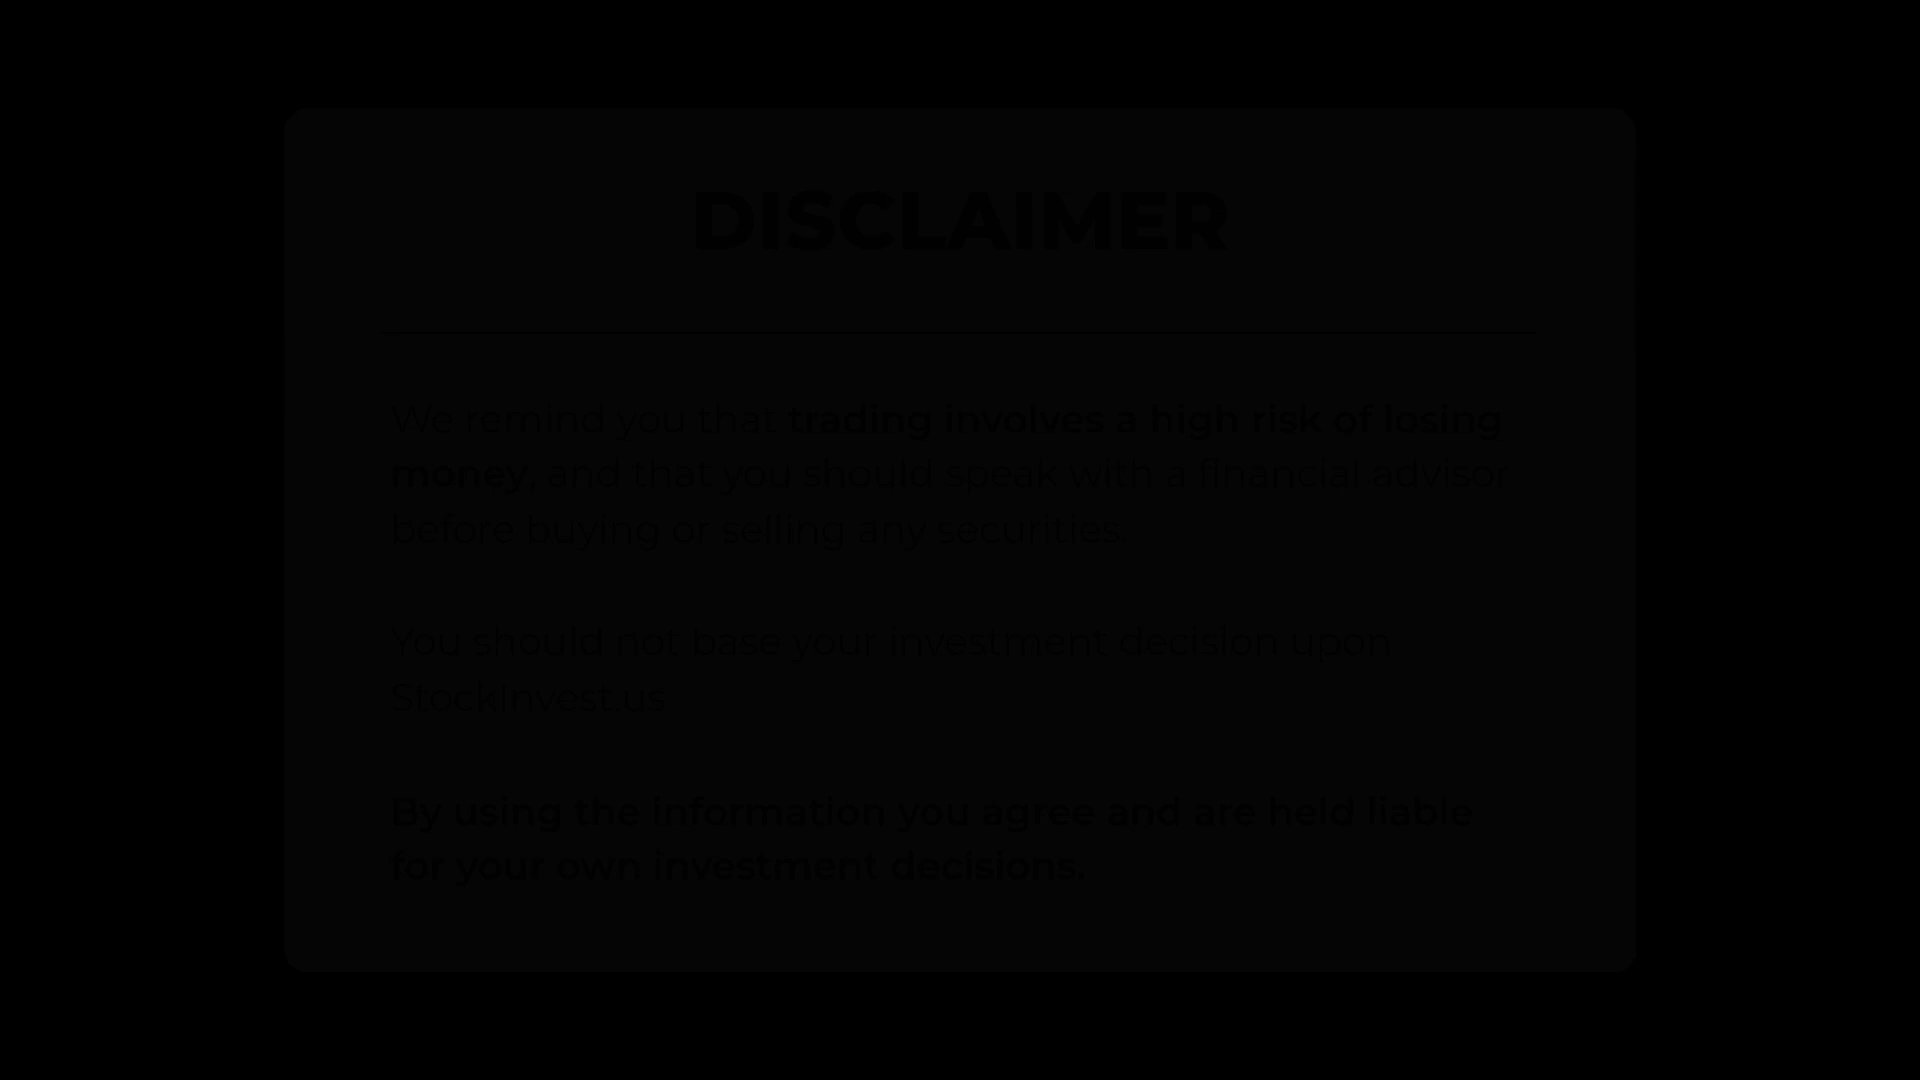 DISCLAIMER
We remind you that trading involves a high risk of losing
money, and that you should speak with a financial advisor
before buying or selling any securities.
You should not base your investment decision upon
StockInvest.us
By using the information you agree and are held liable
for your own investment decisions.